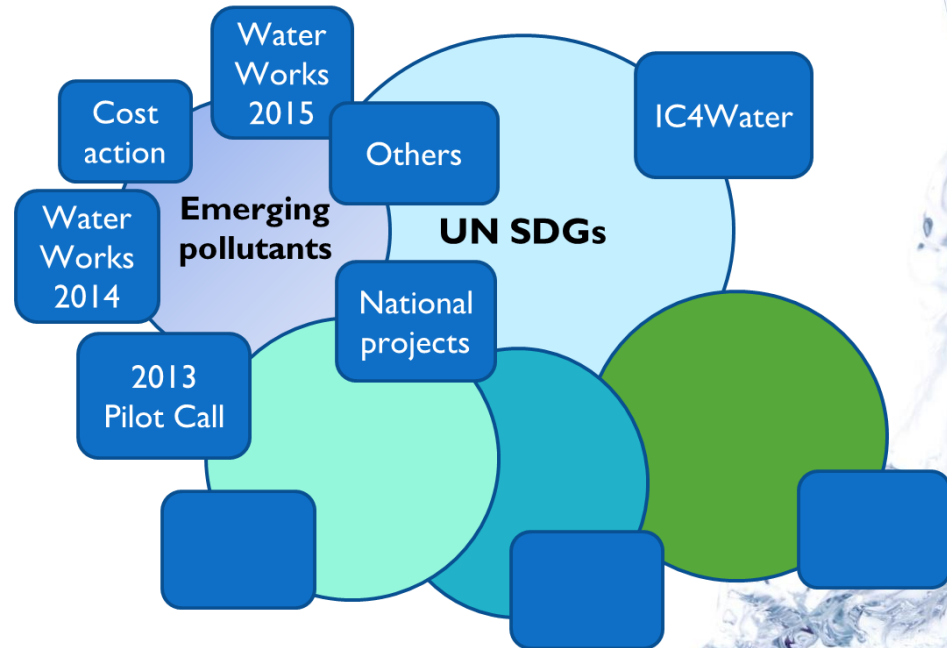 Water
Works
2015
Cost
action
Others
IC4Water
Water
Works
2014
Emerging
pollutants
UN SDGs
National
projects
2013
Pilot Call